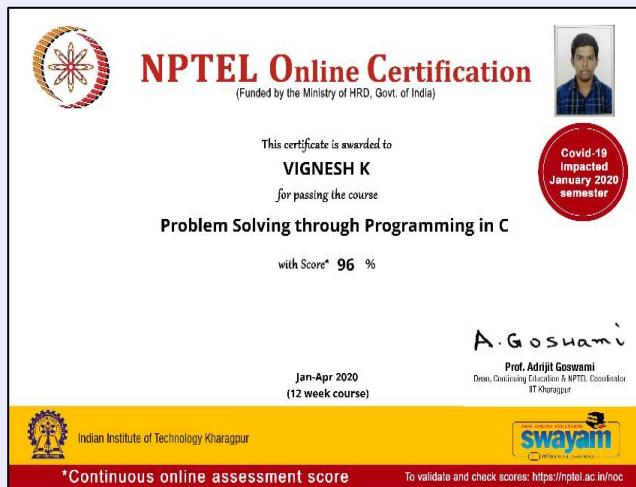 NPTEL Online Certification
(Funded by the Ministry of HRD, Govt. of India)
This certificate is awarded to
VIGNESH K
for passing the course
Problem Solving through Programming in C
with Score* 96 %
Covid-19
impacted
January 2020
semester
A. Goswami
Prof. Adrijit Goswami
Dean, Continuing Education & NPTEL Coordinator
IIT Kharagpur
Jan-Apr 2020
(12 week course)
Indian Institute of Technology Kharagpur
FREE ONLINE EDUCATION
swayam
*Continuous online assessment score
To validate and check scores: https://nptel.ac.in/noc